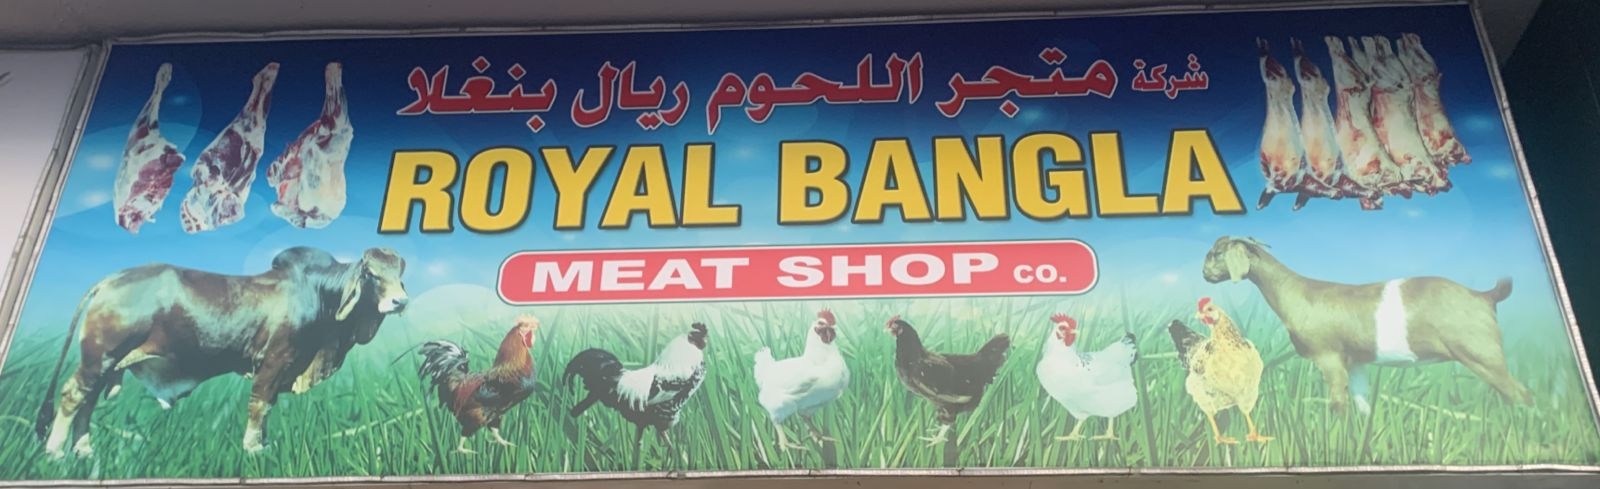 شركة متجر اللحوم ريال بنغلا
ROYAL BANGLA
MEAT SHOP CO.